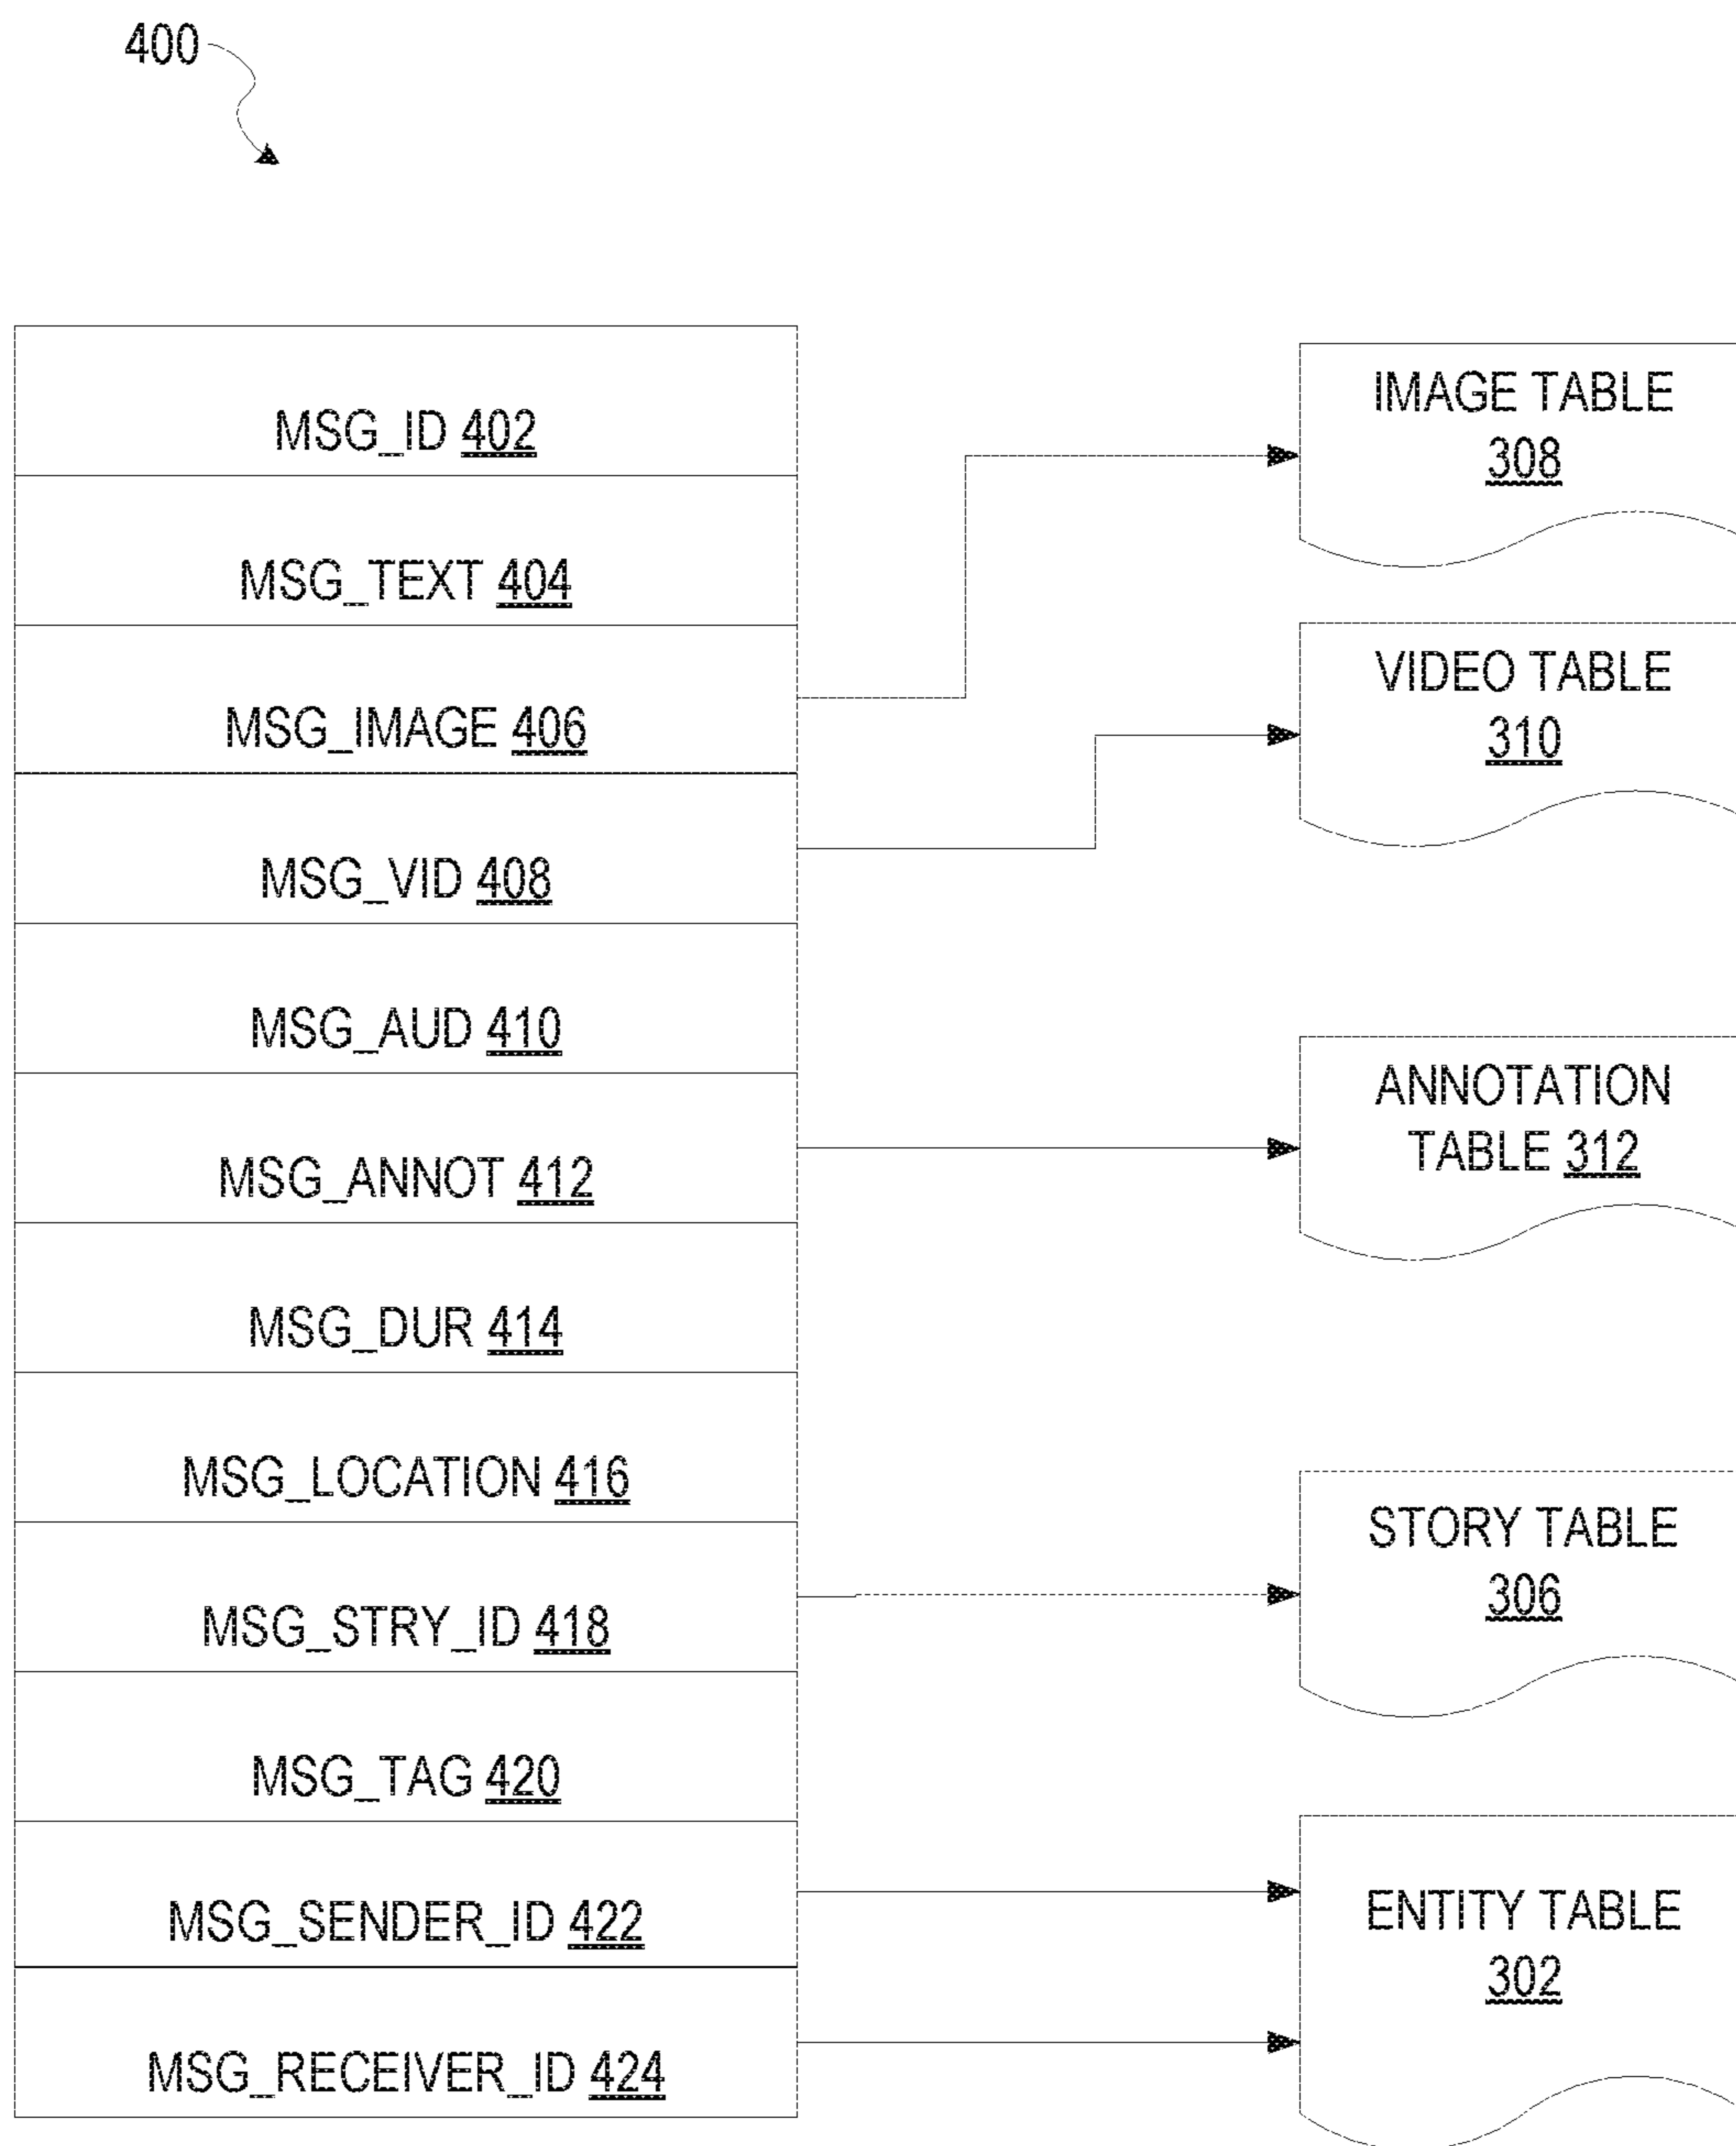 400
MSG_ID 402
MSG_TEXT 404
MSG_IMAGE 406
MSG_VID 408
MSG_AUD 410
MSG_ANNOT 412
MSG_DUR 414
MSG_LOCATION 416
MSG_STRY_ID 418
MSG_TAG 420
MSG_SENDER_ID 422
MSG_RECEIVER_ID 424
IMAGE TABLE
308
VIDEO TABLE
310
ANNOTATION
TABLE 312
STORY TABLE
306
ENTITY TABLE
302